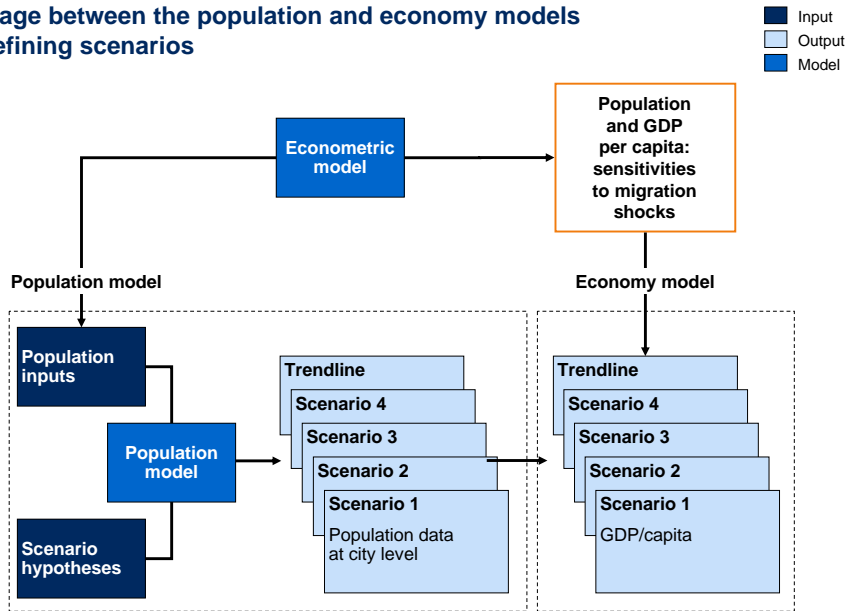 age between the population and economy models
efining scenarios
Input
Output
Model
Econometric
model
Population
and GDP
per capita:
sensitivities
to migration
shocks
Population model
Economy model
Population
inputs
Population
model
Scenario
hypotheses
Trendline
Scenario 4
Scenario 3
Scenario 2
Scenario 1
Population data
at city level
Trendline
Scenario 4
Scenario 3
Scenario 2
Scenario 1
GDP/capita